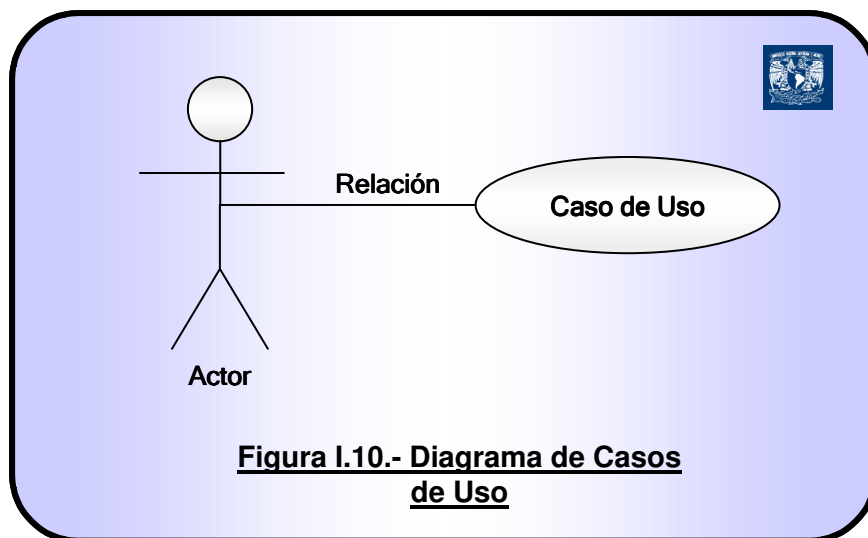 Relación
Caso de Uso
Actor
Figura I.10.- Diagrama de Casos
de Uso